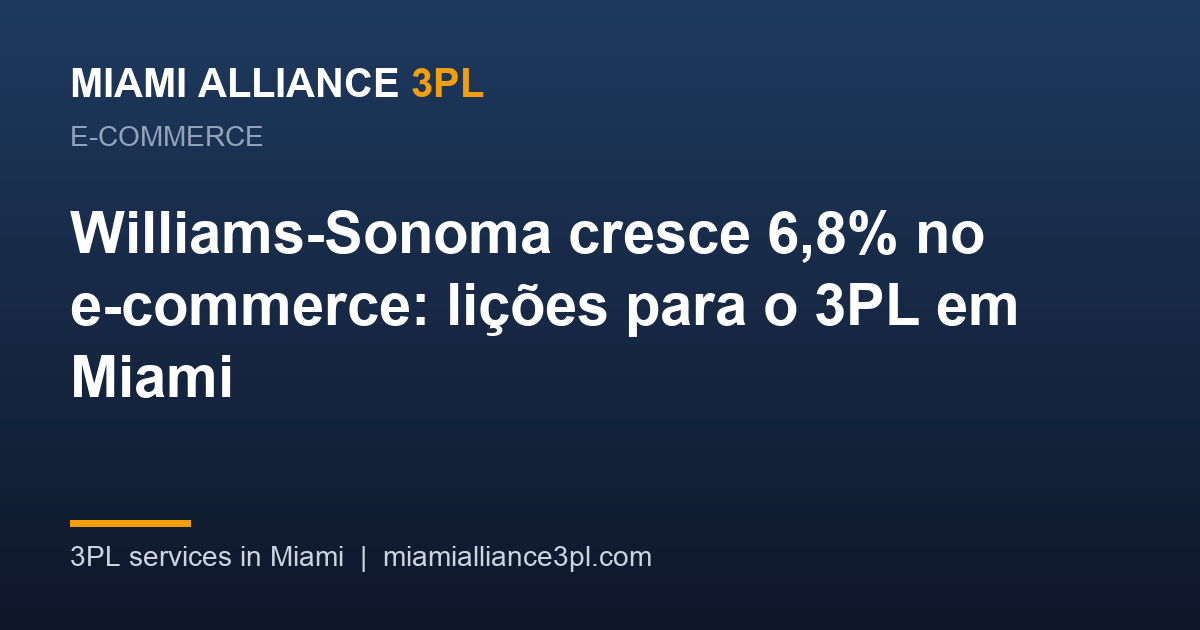 MIAMI ALLIANCE 3PL
E-COMMERCE
Williams-Sonoma cresce 6,8% no
e-commerce: lições para o 3PL em
Miami
3PL services in Miami | miamialliance3pl.com